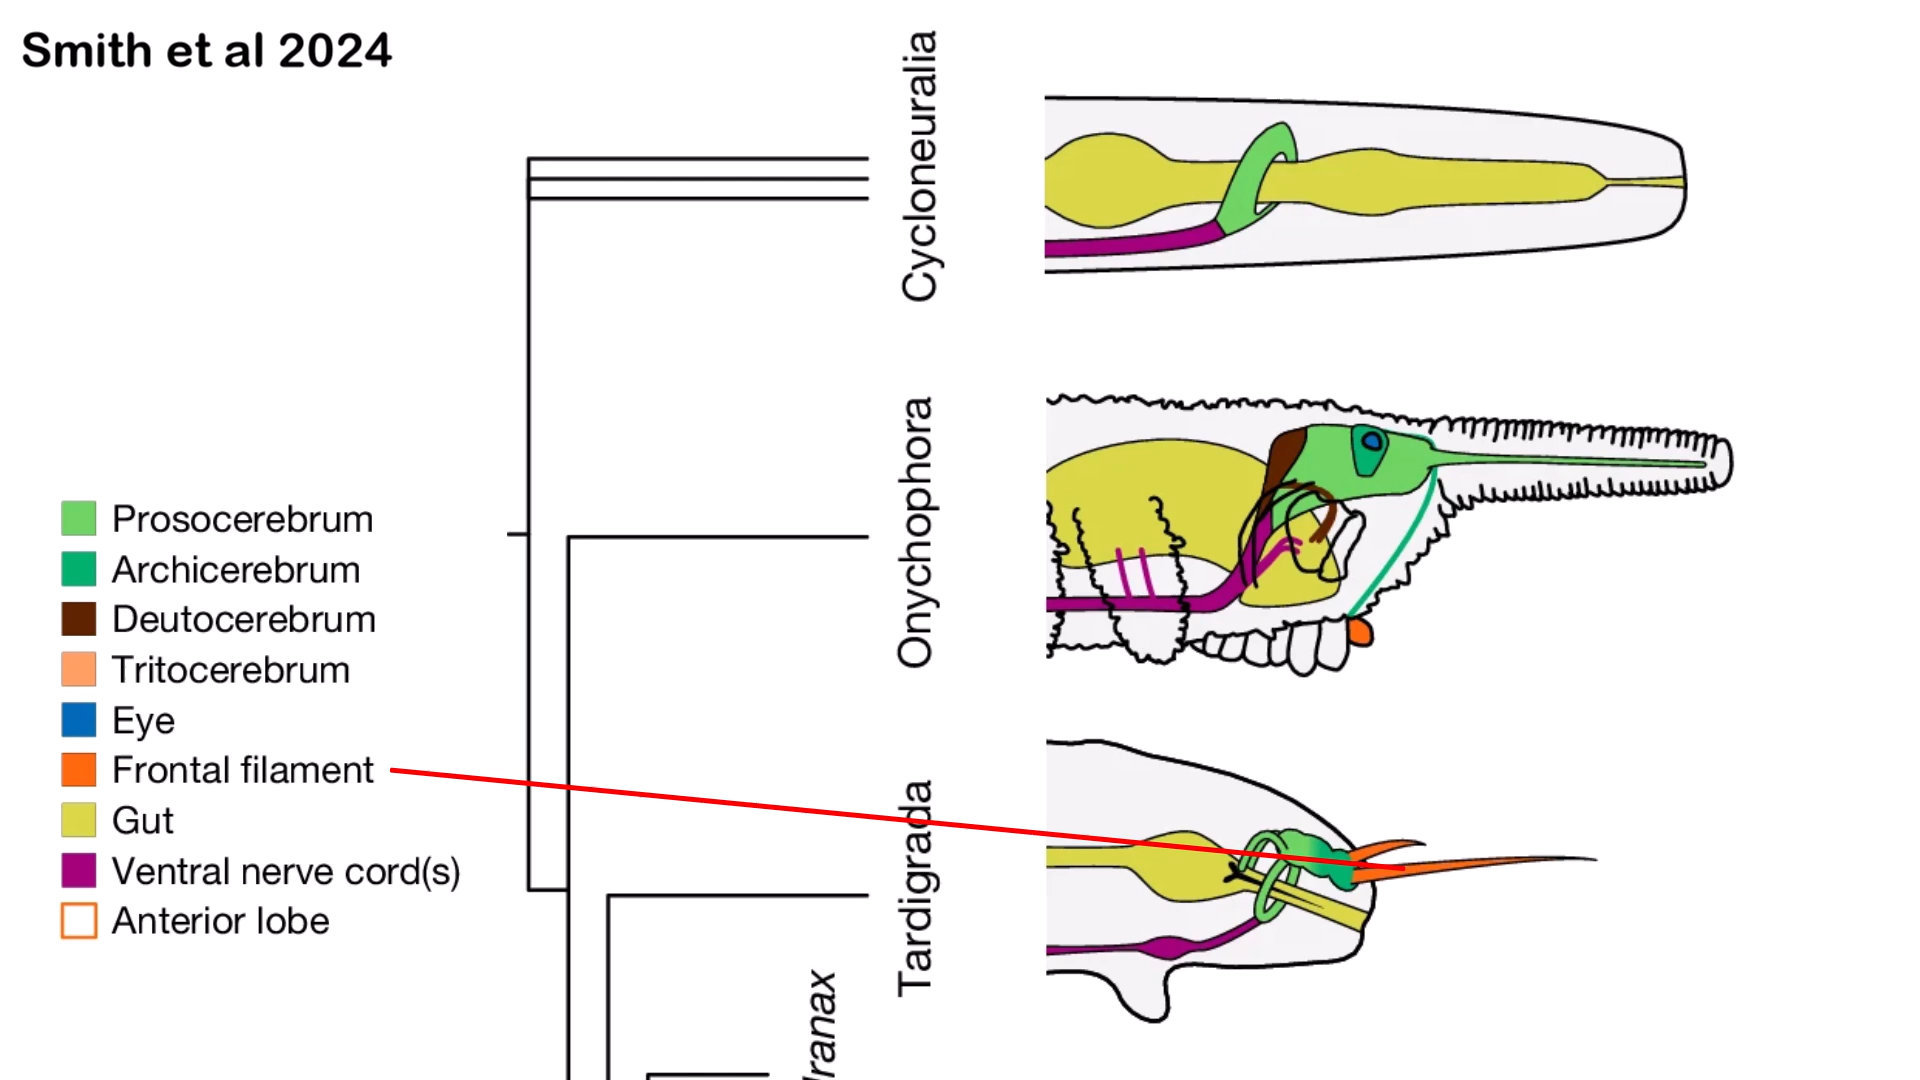 Smith et al 2024
Cycloneuralia
Onychophora
Prosocerebrum
Archicerebrum
Deutocerebrum
Tritocerebrum
Eye
Frontal filament
Gut
Ventral nerve cord(s)
Anterior lobe
Tardigrada